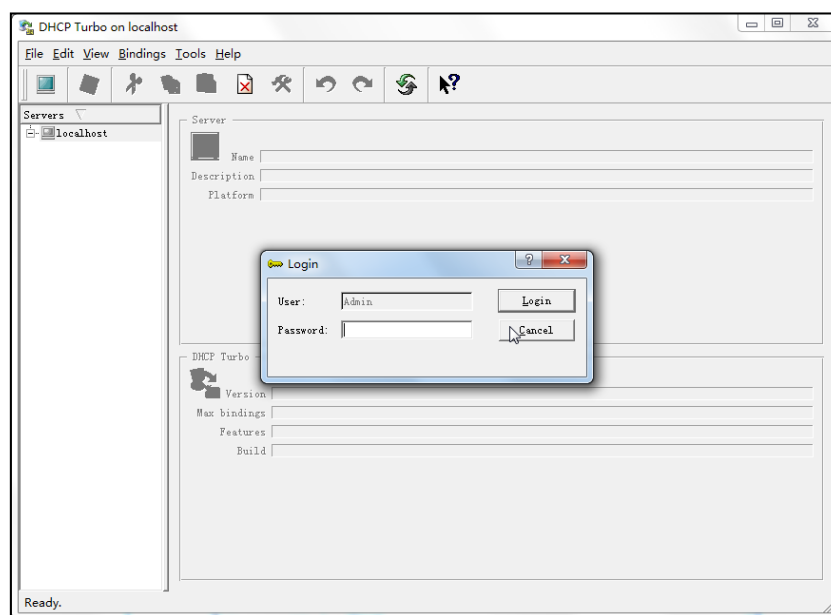 DHCP Turbo on localhost
File Edit View Bindings Tools Help
Servers
localhost
Server
Name
Description
Platform
Login
User: Admin
Login
Password:
Cancel
DHCP Turbo
Version
Max bindings
Features
Build
Ready.